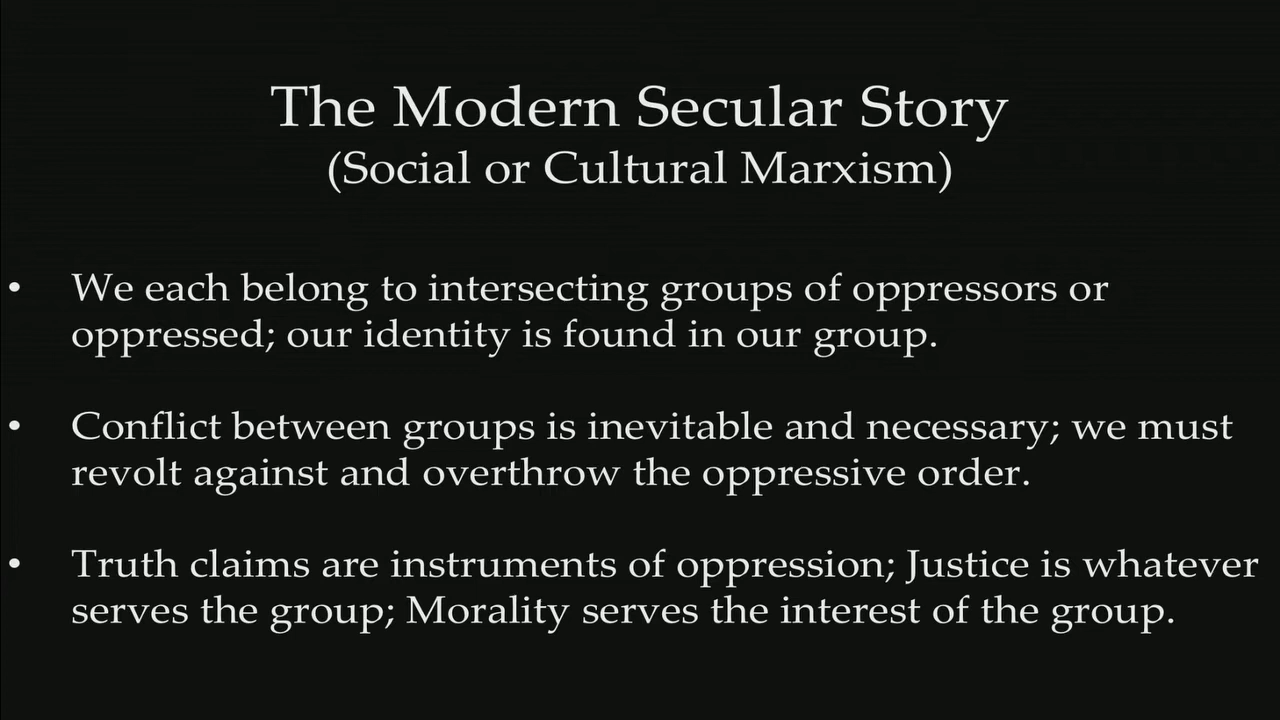 The Modern Secular Story
(Social or Cultural Marxism)
• We each belong to intersecting groups of oppressors or
oppressed; our identity is found in our group.
• Conflict between groups is inevitable and necessary; we must
revolt against and overthrow the oppressive order.
• Truth claims are instruments of oppression; Justice is whatever
serves the group; Morality serves the interest of the group.